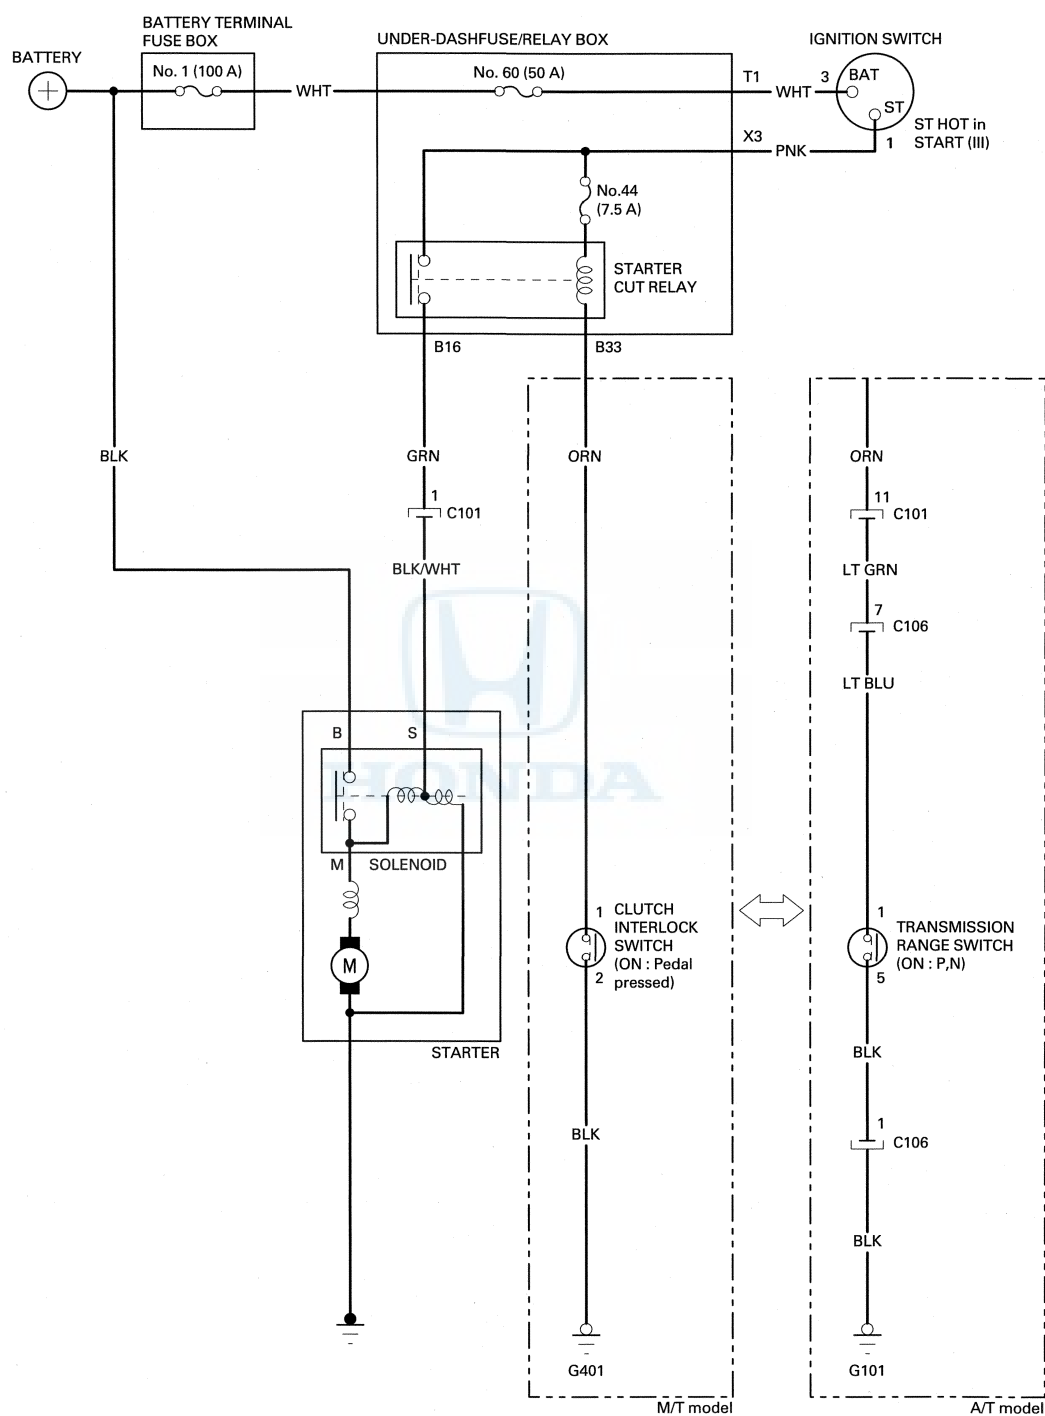 BATTERY TERMINAL
FUSE BOX
BATTERY
No. 1 (100 A)
WHT
UNDER-DASHFUSE/RELAY BOX
No. 60 (50 A)
T1
WHT
3
IGNITION SWITCH
BAT
ST
ST HOT in
START (III)
1
X3
PNK
No.44
(7.5 A)
STARTER
CUT RELAY
B16
B33
BLK
GRN
ORN
ORN
1
C101
11
C101
BLK/WHT
LT GRN
7
C106
LT BLU
HONDA
B
S
M
SOLENOID
M
STARTER
1
CLUTCH
INTERLOCK
SWITCH
(ON : Pedal
pressed)
2
1
TRANSMISSION
RANGE SWITCH
(ON : P,N)
5
BLK
BLK
1
C106
BLK
G401
G101
M/T model
A/T model